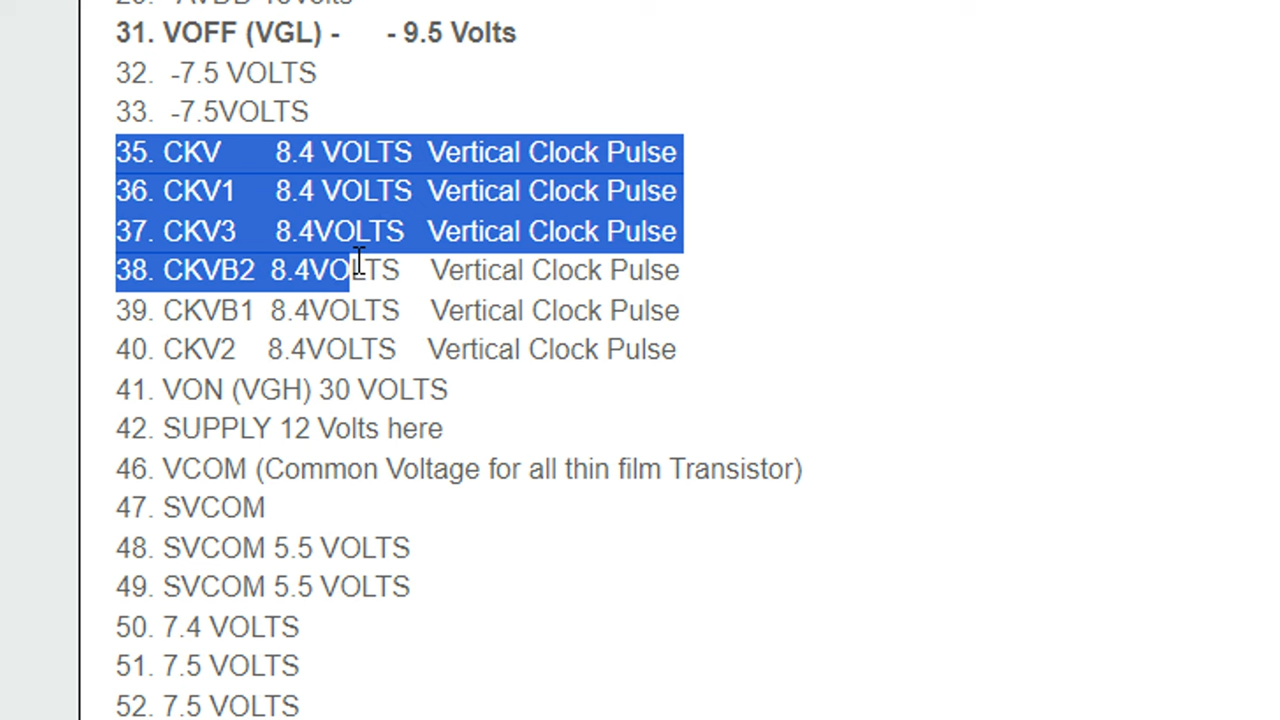 31. VOFF (VGL) - - 9.5 Volts
32. -7.5 VOLTS
33. -7.5VOLTS
35. CKV 8.4 VOLTS Vertical Clock Pulse
36. CKV1 8.4 VOLTS Vertical Clock Pulse
37. CKV3 8.4VOLTS Vertical Clock Pulse
38. CKVB2 8.4VOLTS Vertical Clock Pulse
39. CKVB1 8.4VOLTS Vertical Clock Pulse
40. CKV2 8.4VOLTS Vertical Clock Pulse
41. VON (VGH) 30 VOLTS
42. SUPPLY 12 Volts here
46. VCOM (Common Voltage for all thin film Transistor)
47. SVCOM
48. SVCOM 5.5 VOLTS
49. SVCOM 5.5 VOLTS
50. 7.4 VOLTS
51. 7.5 VOLTS
52. 7.5 VOLTS